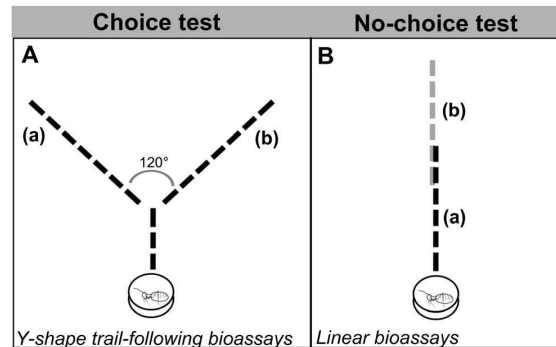 Choice test
No-choice test
A
(a)
(b)
120°
Y-shape trail-following bioassays
B
(b)
(a)
Linear bioassays